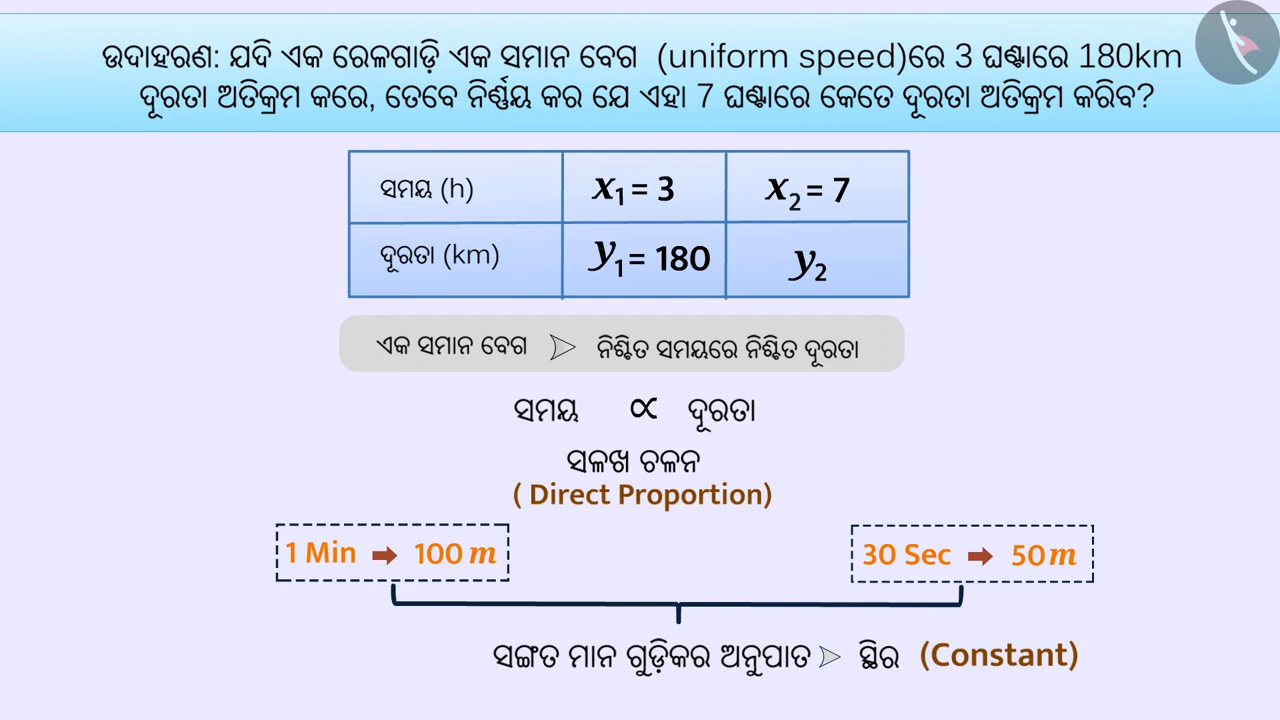 ଉଦାହରଣ: ଯଦି ଏକ ରେଳଗାଡ଼ି ଏକ ସମାନ ବେଗ (uniform speed)ରେ 3 ଘଣ୍ଟାରେ 180km
ଦୂରତା ଅତିକ୍ରମ କରେ, ତେବେ ନିର୍ଣ୍ଣୟ କର ଯେ ଏହା 7 ଘଣ୍ଟାରେ କେତେ ଦୂରତା ଅତିକ୍ରମ କରିବ?
ସମୟ (h) x₁ = 3 x₂ = 7
ଦୂରତା (km) y₁ = 180 y₂
ଏକ ସମାନ ବେଗ ➢ ନିଶ୍ଚିତ ସମୟରେ ନିଶ୍ଚିତ ଦୂରତା
ସମୟ ∝ ଦୂରତା
ସଳଖ ଚଳନ
( Direct Proportion)
1 Min ➡ 100 m 30 Sec ➡ 50 m
ସଙ୍ଗତ ମାନ ଗୁଡ଼ିକର ଅନୁପାତ ➢ ସ୍ଥିର (Constant)